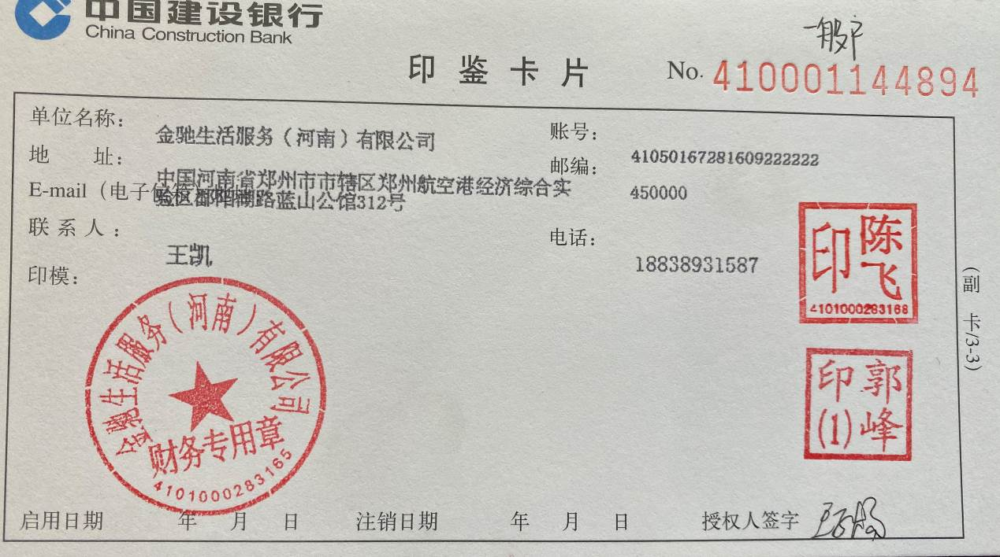 中国建设银行
China Construction Bank
一般户
印鉴卡片
No. 410001144894
单位名称：
金驰生活服务（河南）有限公司
账号：
41050167281609222222
地 址：
中国河南省郑州市市辖区郑州航空港经济综合实
验区鄱阳湖路蓝山公馆312号
邮编：
450000
E-mail（电子
联系人：
王凯
电话：
18838931587
印模：
金驰生活服务（河南）有限公司
财务专用章
4101000283165
陈飞印
4101000283168
郭峰印(1)
（副 卡/3-3）
启用日期 年 月 日 注销日期 年 月 日 授权人签字